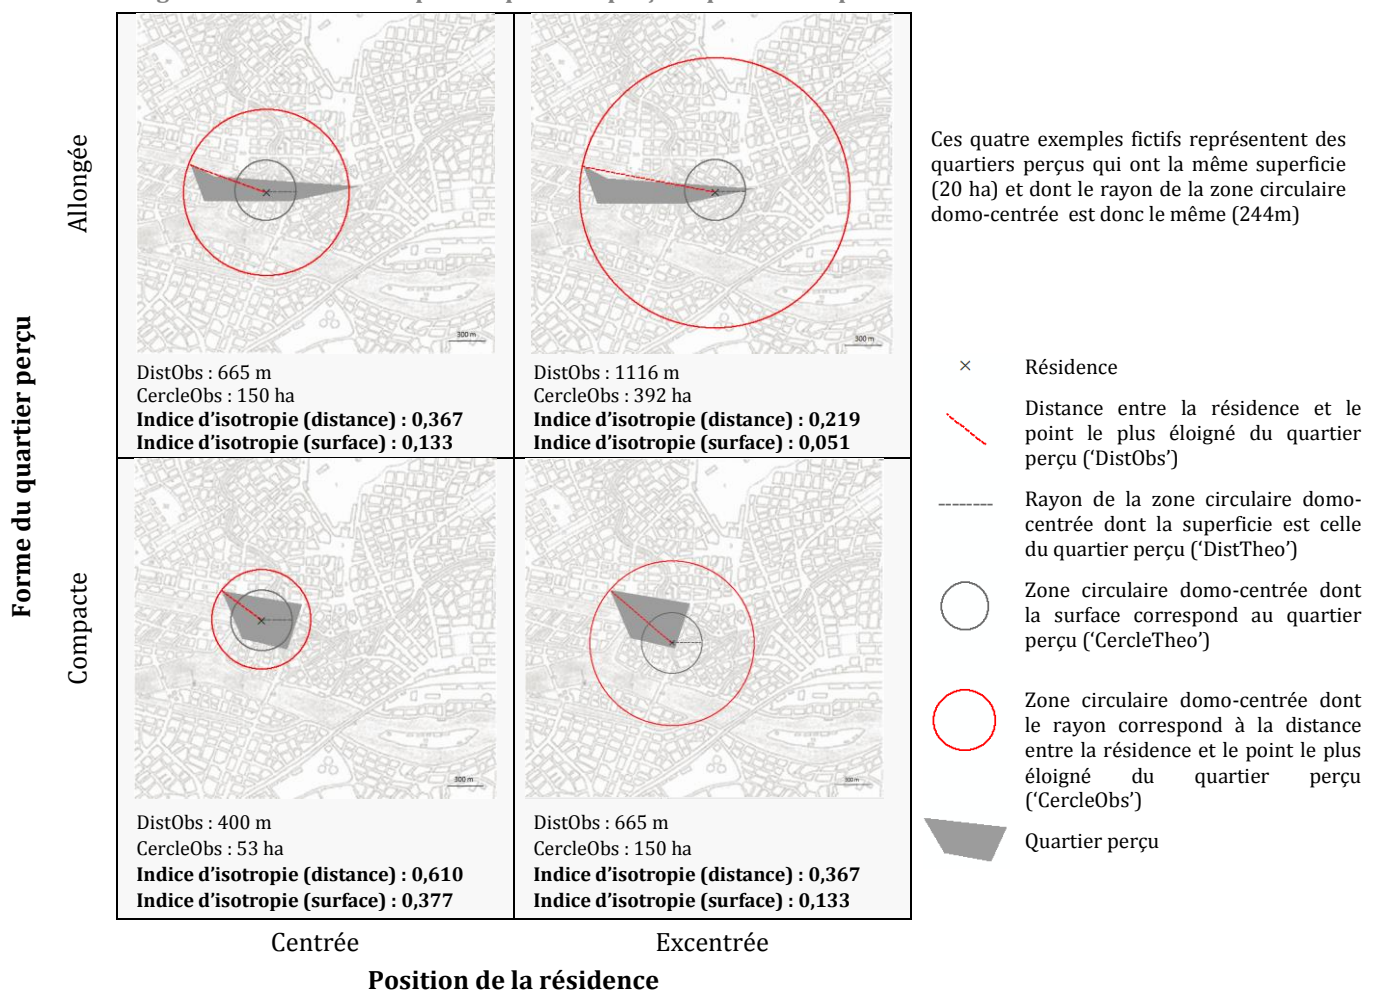 Forme du quartier perçu
Allongée
300 m
DistObs : 665 m
CercleObs : 150 ha
Indice d’isotropie (distance) : 0,367
Indice d’isotropie (surface) : 0,133
300 m
DistObs : 1116 m
CercleObs : 392 ha
Indice d’isotropie (distance) : 0,219
Indice d’isotropie (surface) : 0,051
Compacte
300 m
DistObs : 400 m
CercleObs : 53 ha
Indice d’isotropie (distance) : 0,610
Indice d’isotropie (surface) : 0,377
300 m
DistObs : 665 m
CercleObs : 150 ha
Indice d’isotropie (distance) : 0,367
Indice d’isotropie (surface) : 0,133
Centrée
Excentrée
Position de la résidence
Ces quatre exemples fictifs représentent des
quartiers perçus qui ont la même superficie
(20 ha) et dont le rayon de la zone circulaire
domo-centrée est donc le même (244m)
Résidence
Distance entre la résidence et le
point le plus éloigné du quartier
perçu (‘DistObs’)
Rayon de la zone circulaire domo-
centrée dont la superficie est celle
du quartier perçu (‘DistTheo’)
Zone circulaire domo-centrée dont
la surface correspond au quartier
perçu (‘CercleTheo’)
Zone circulaire domo-centrée dont
le rayon correspond à la distance
entre la résidence et le point le plus
éloigné du quartier perçu
(‘CercleObs’)
Quartier perçu